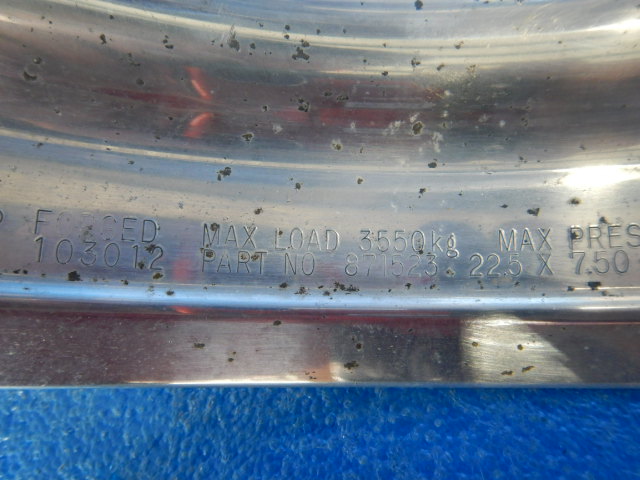 FORGED MAX LOAD 3550kg MAX PRES
103012 PART NO 871523 22.5 X 7.50